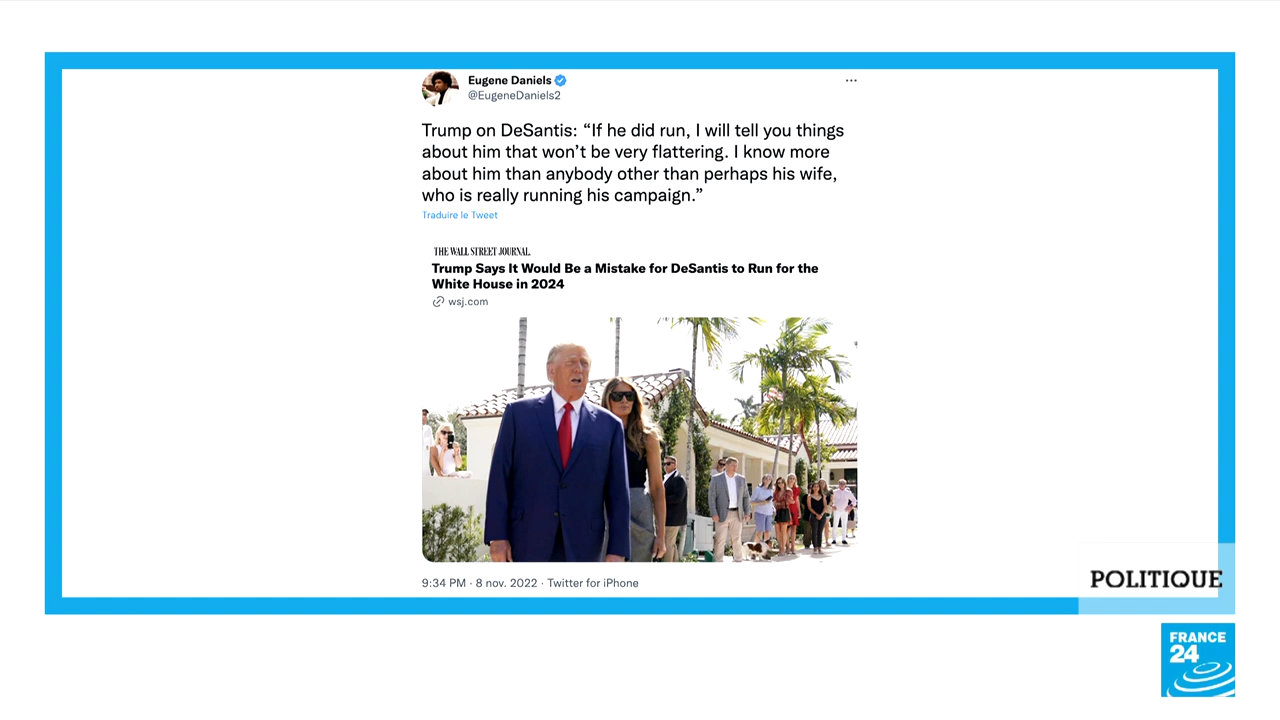 Eugene Daniels
@EugeneDaniels2
Trump on DeSantis: “If he did run, I will tell you things
about him that won’t be very flattering. I know more
about him than anybody other than perhaps his wife,
who is really running his campaign.”
Traduire le Tweet
THE WALL STREET JOURNAL.
Trump Says It Would Be a Mistake for DeSantis to Run for the
White House in 2024
wsj.com
9:34 PM · 8 nov. 2022 · Twitter for iPhone
POLITIQUE
FRANCE
24